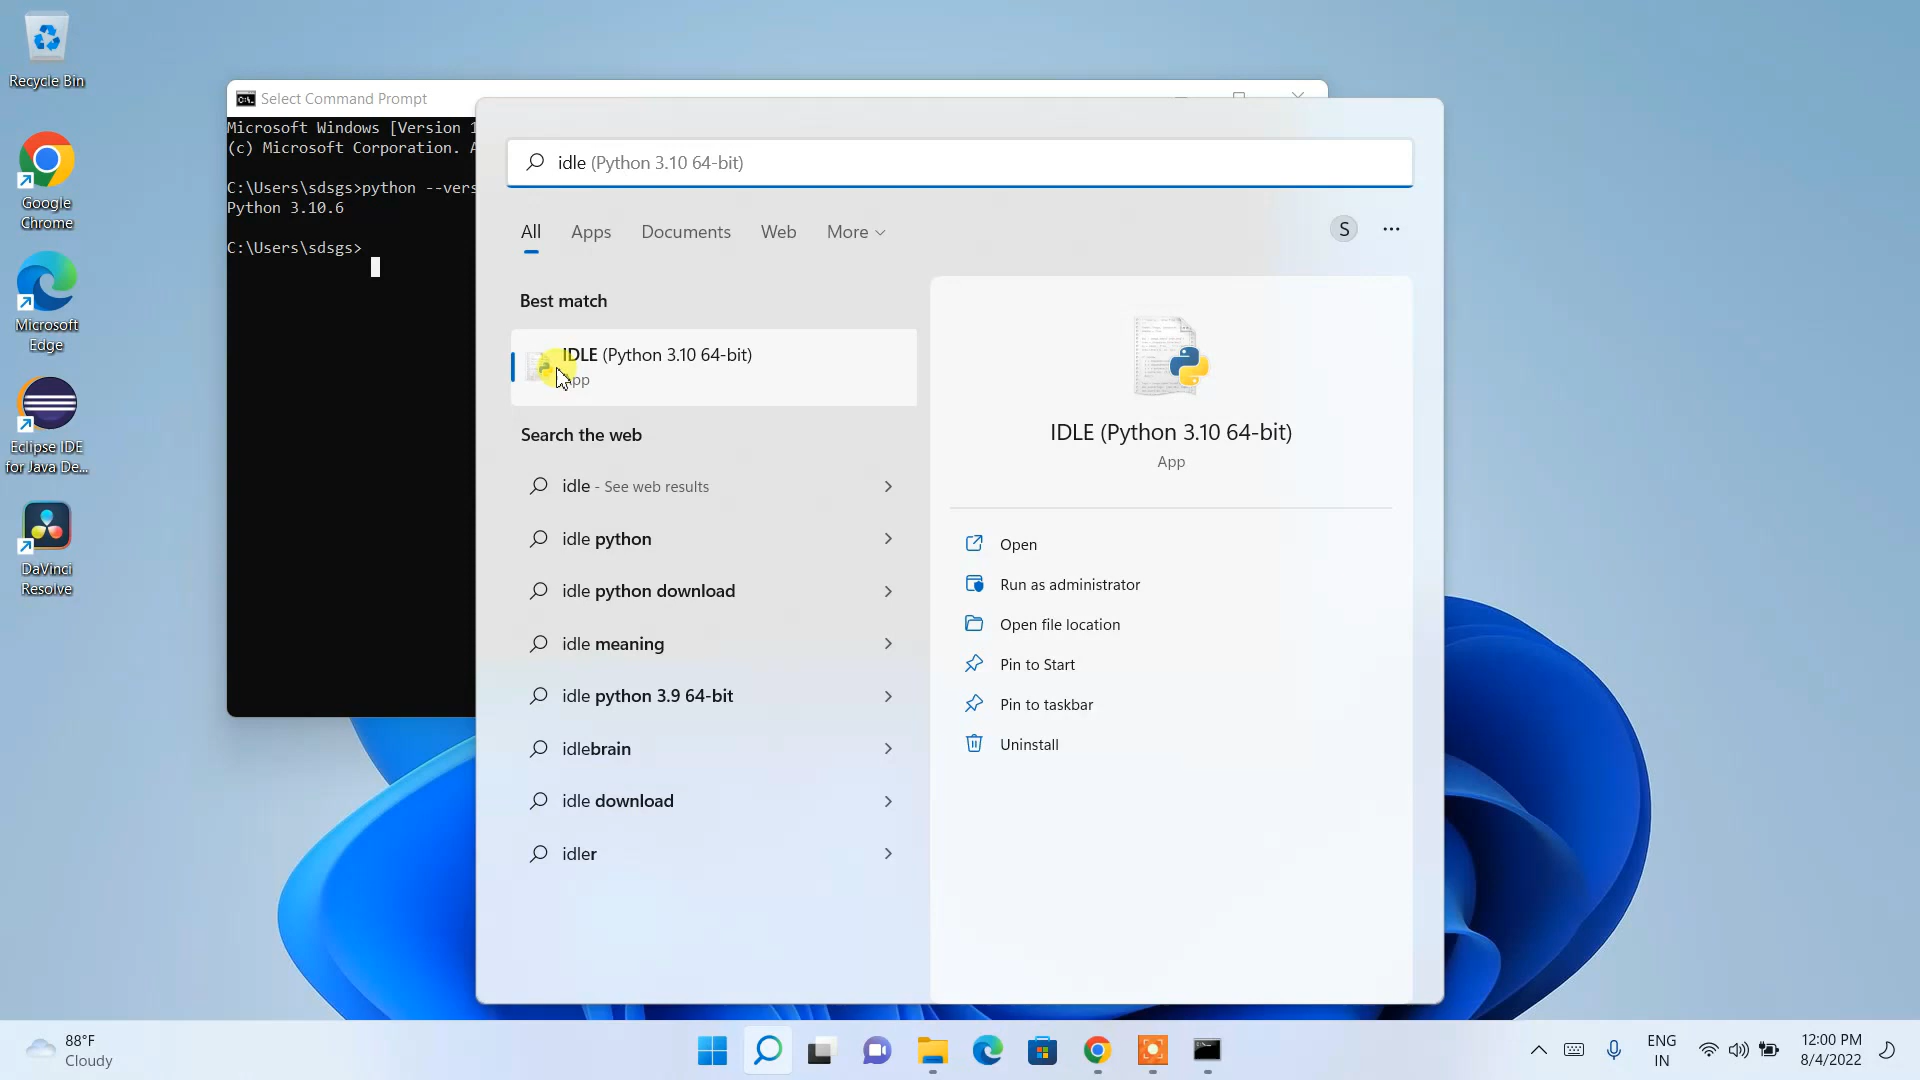 Recycle Bin
Google
Chrome
Microsoft
Edge
Eclipse IDE
for Java De...
DaVinci
Resolve
Select Command Prompt
Microsoft Windows [Version 1
(c) Microsoft Corporation. A
C:\Users\sdsgs>python --vers
Python 3.10.6
C:\Users\sdsgs>
idle (Python 3.10 64-bit)
All Apps Documents Web More
S
Best match
IDLE (Python 3.10 64-bit)
App
Search the web
idle - See web results
idle python
idle python download
idle meaning
idle python 3.9 64-bit
idlebrain
idle download
idler
IDLE (Python 3.10 64-bit)
App
Open
Run as administrator
Open file location
Pin to Start
Pin to taskbar
Uninstall
88°F
Cloudy
ENG
IN
12:00 PM
8/4/2022